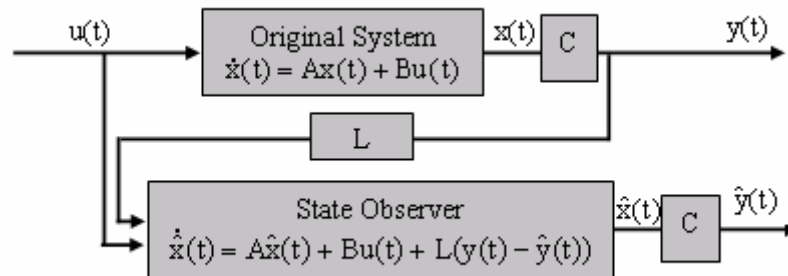 u(t)
Original System
ẋ(t) = Ax(t) + Bu(t)
x(t)
C
y(t)
L
State Observer
x̂̇(t) = Ax̂(t) + Bu(t) + L(y(t) − ŷ(t))
x̂(t)
C
ŷ(t)